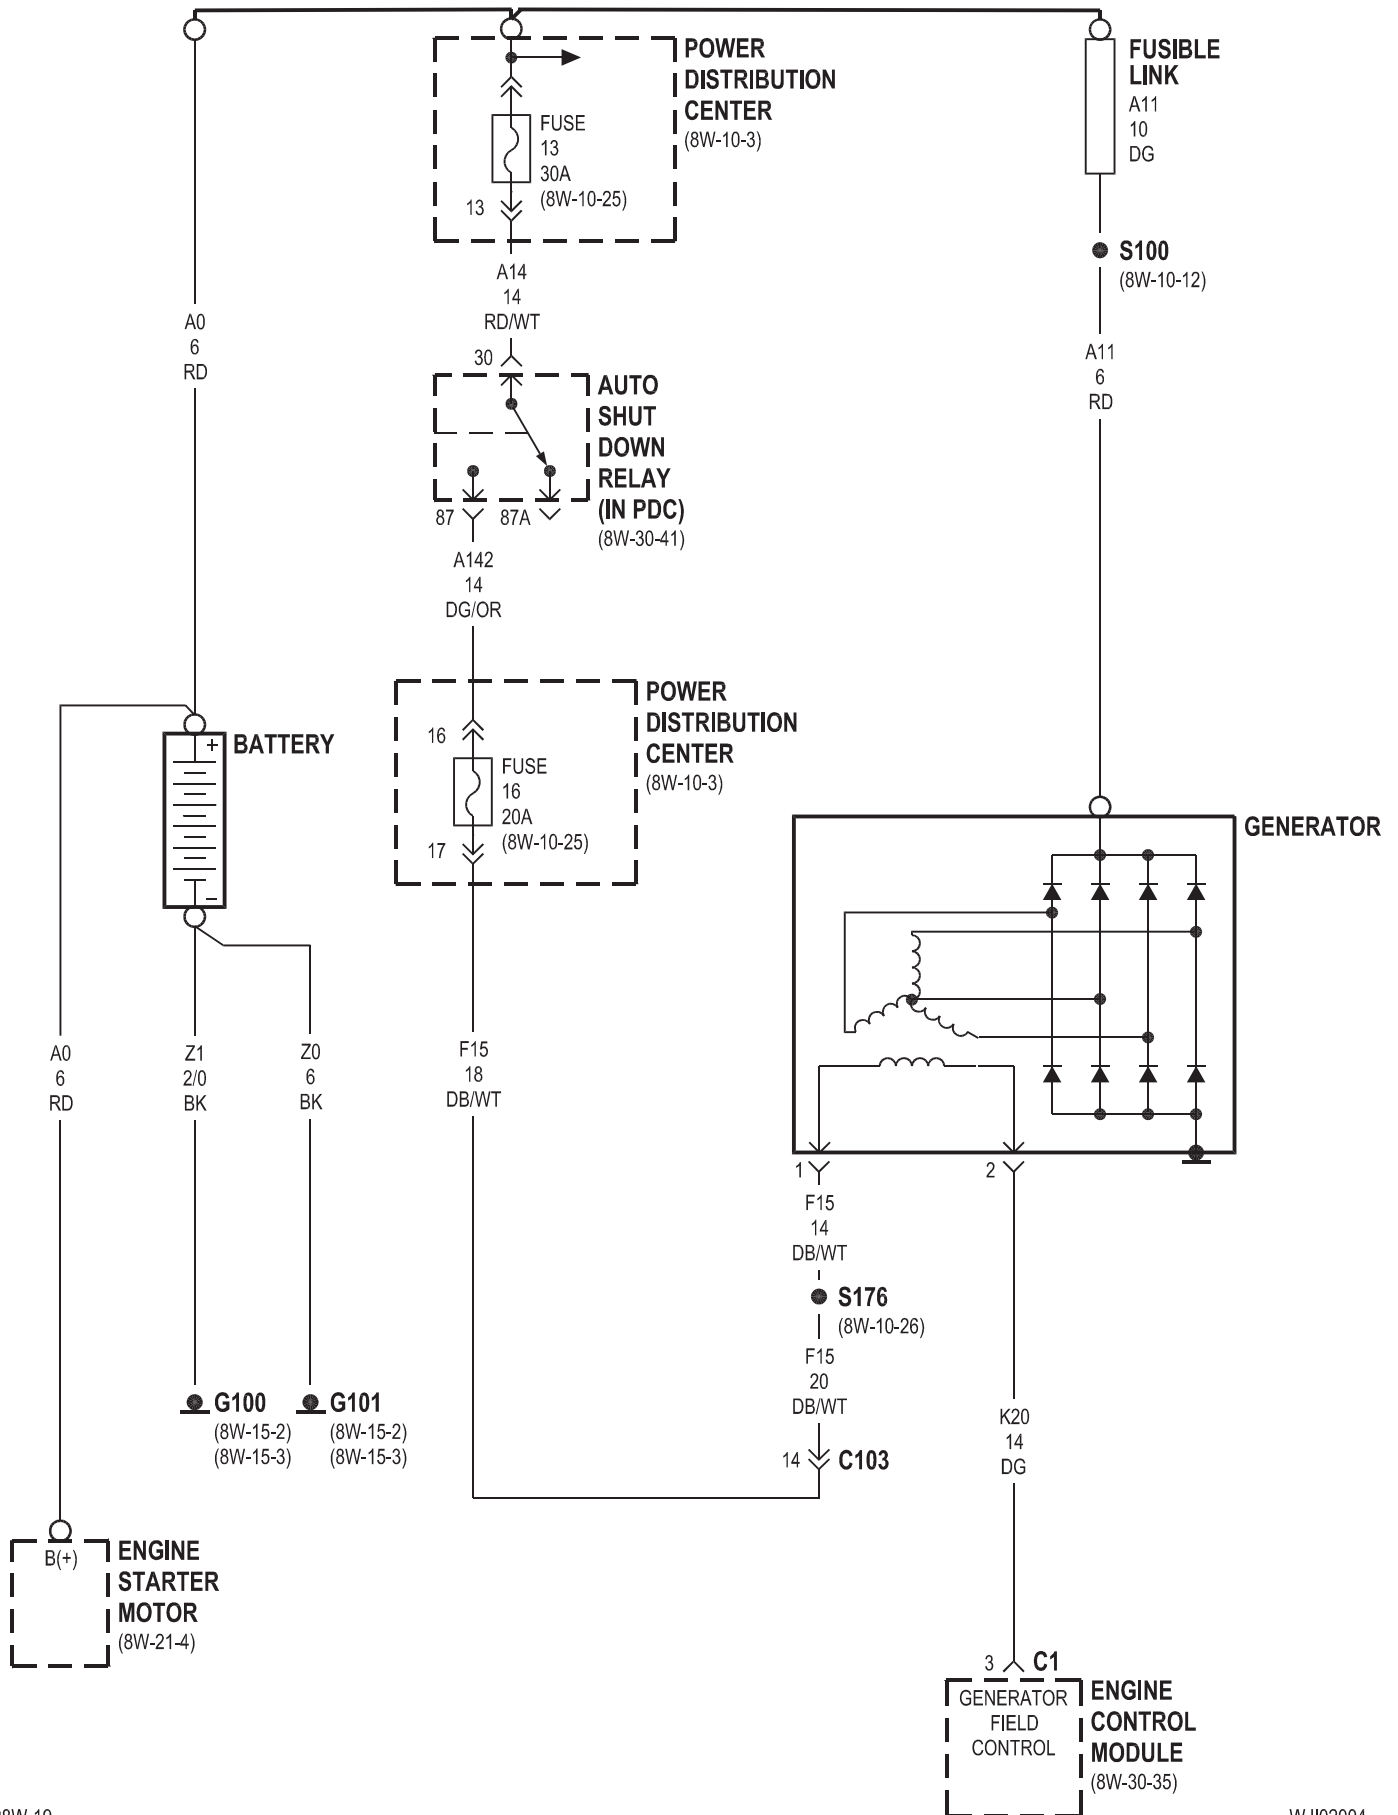 POWER
DISTRIBUTION
CENTER
(8W-10-3)
FUSE
13
30A
(8W-10-25)
13
FUSIBLE
LINK
A11
10
DG
S100
(8W-10-12)
A14
14
RD/WT
30
A0
6
RD
A11
6
RD
AUTO
SHUT
DOWN
RELAY
(IN PDC)
(8W-30-41)
87
87A
A142
14
DG/OR
POWER
DISTRIBUTION
CENTER
(8W-10-3)
16
FUSE
16
20A
(8W-10-25)
17
+
BATTERY
–
GENERATOR
A0
6
RD
Z1
2/0
BK
Z0
6
BK
F15
18
DB/WT
1
2
F15
14
DB/WT
S176
(8W-10-26)
F15
20
DB/WT
14
C103
K20
14
DG
G100
(8W-15-2)
(8W-15-3)
G101
(8W-15-2)
(8W-15-3)
B(+)
ENGINE
STARTER
MOTOR
(8W-21-4)
3
C1
GENERATOR
FIELD
CONTROL
ENGINE
CONTROL
MODULE
(8W-30-35)